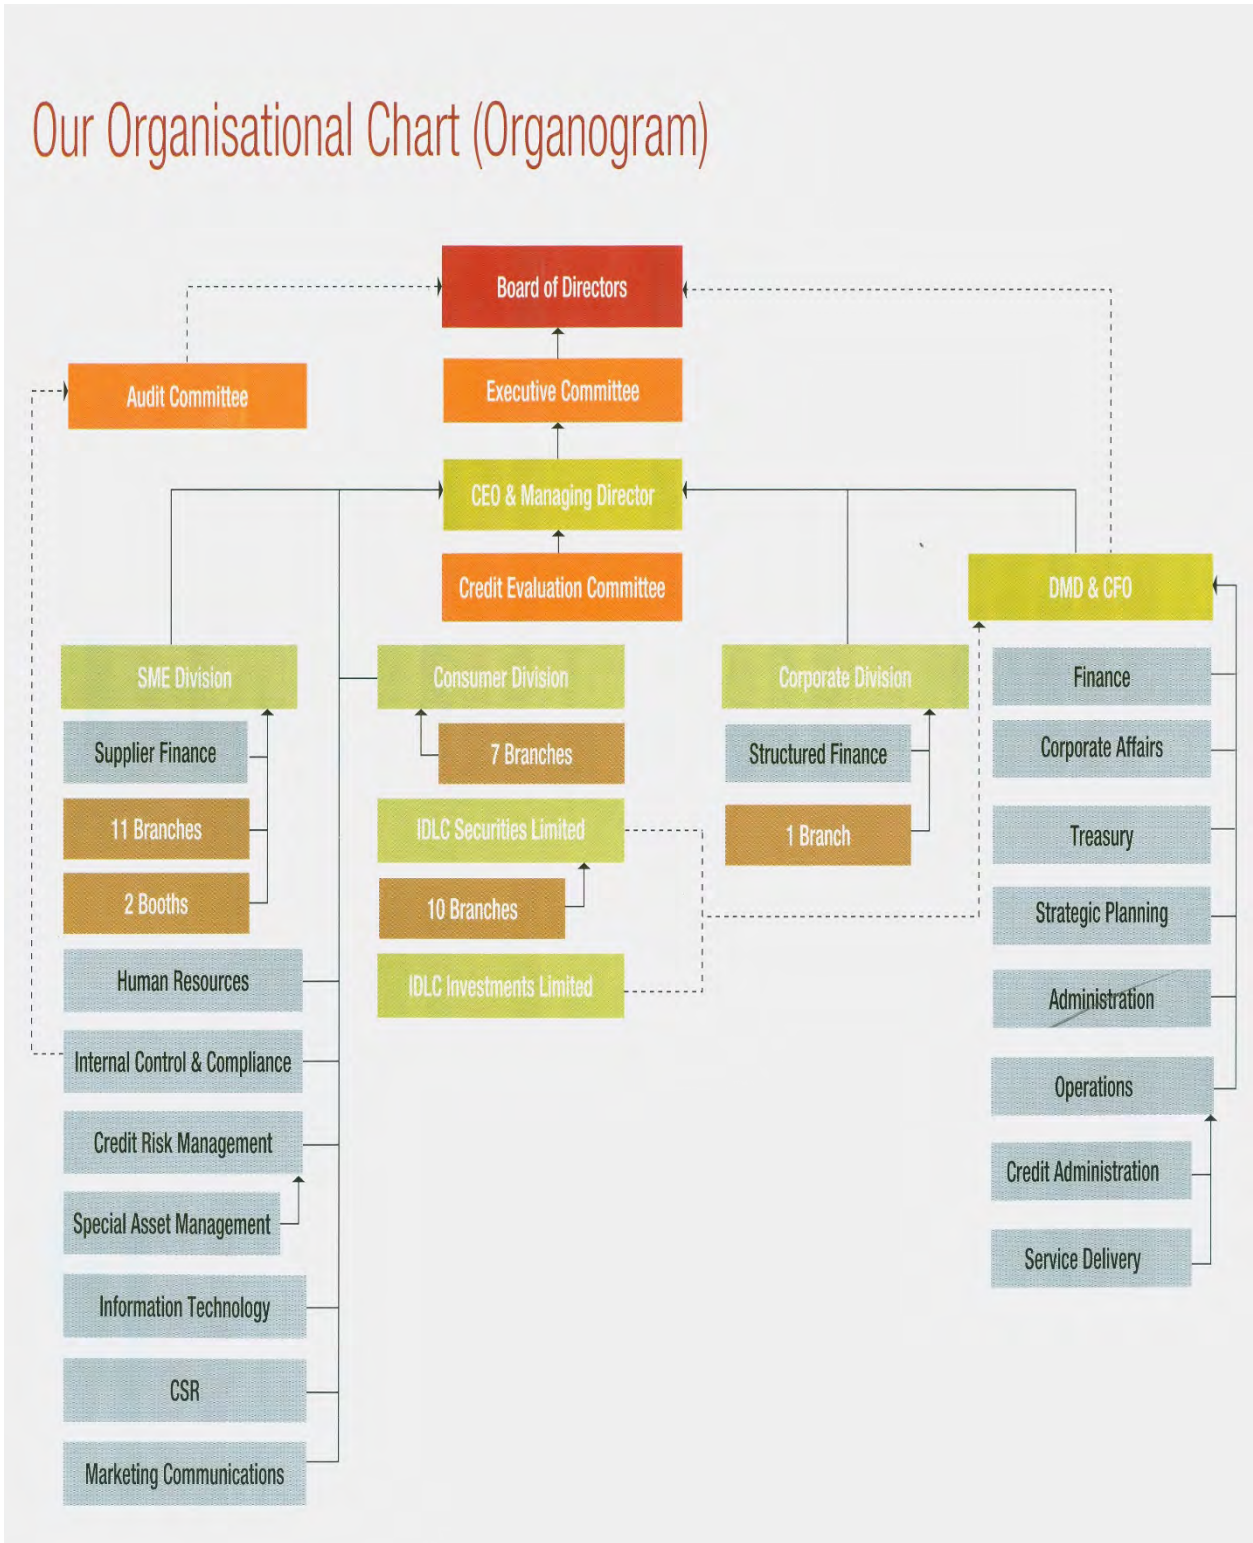 Our Organisational Chart (Organogram)
Board of Directors
Audit Committee
Executive Committee
CEO & Managing Director
Credit Evaluation Committee
DMD & CFO
SME Division
Supplier Finance
11 Branches
2 Booths
Human Resources
Internal Control & Compliance
Credit Risk Management
Special Asset Management
Information Technology
CSR
Marketing Communications
Consumer Division
7 Branches
IDLC Securities Limited
10 Branches
IDLC Investments Limited
Corporate Division
Structured Finance
1 Branch
Finance
Corporate Affairs
Treasury
Strategic Planning
Administration
Operations
Credit Administration
Service Delivery